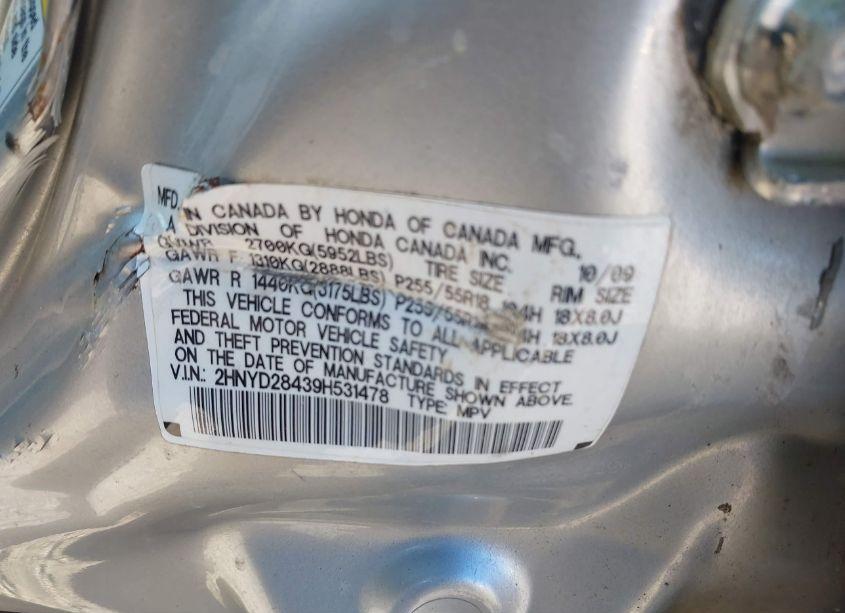 MFD. IN CANADA BY HONDA OF CANADA MFG.,
A DIVISION OF HONDA CANADA INC. 10/09
GVWR 2700KG(5952LBS) TIRE SIZE RIM SIZE
GAWR F 1310KG(2888LBS) P255/55R18 104H 18X8.0J
GAWR R 1440KG(3175LBS) P255/55R18 18X8.0J
THIS VEHICLE CONFORMS TO ALL APPLICABLE
FEDERAL MOTOR VEHICLE SAFETY
AND THEFT PREVENTION STANDARDS IN EFFECT
ON THE DATE OF MANUFACTURE SHOWN ABOVE.
V.I.N.: 2HNYD28439H531478 TYPE: MPV